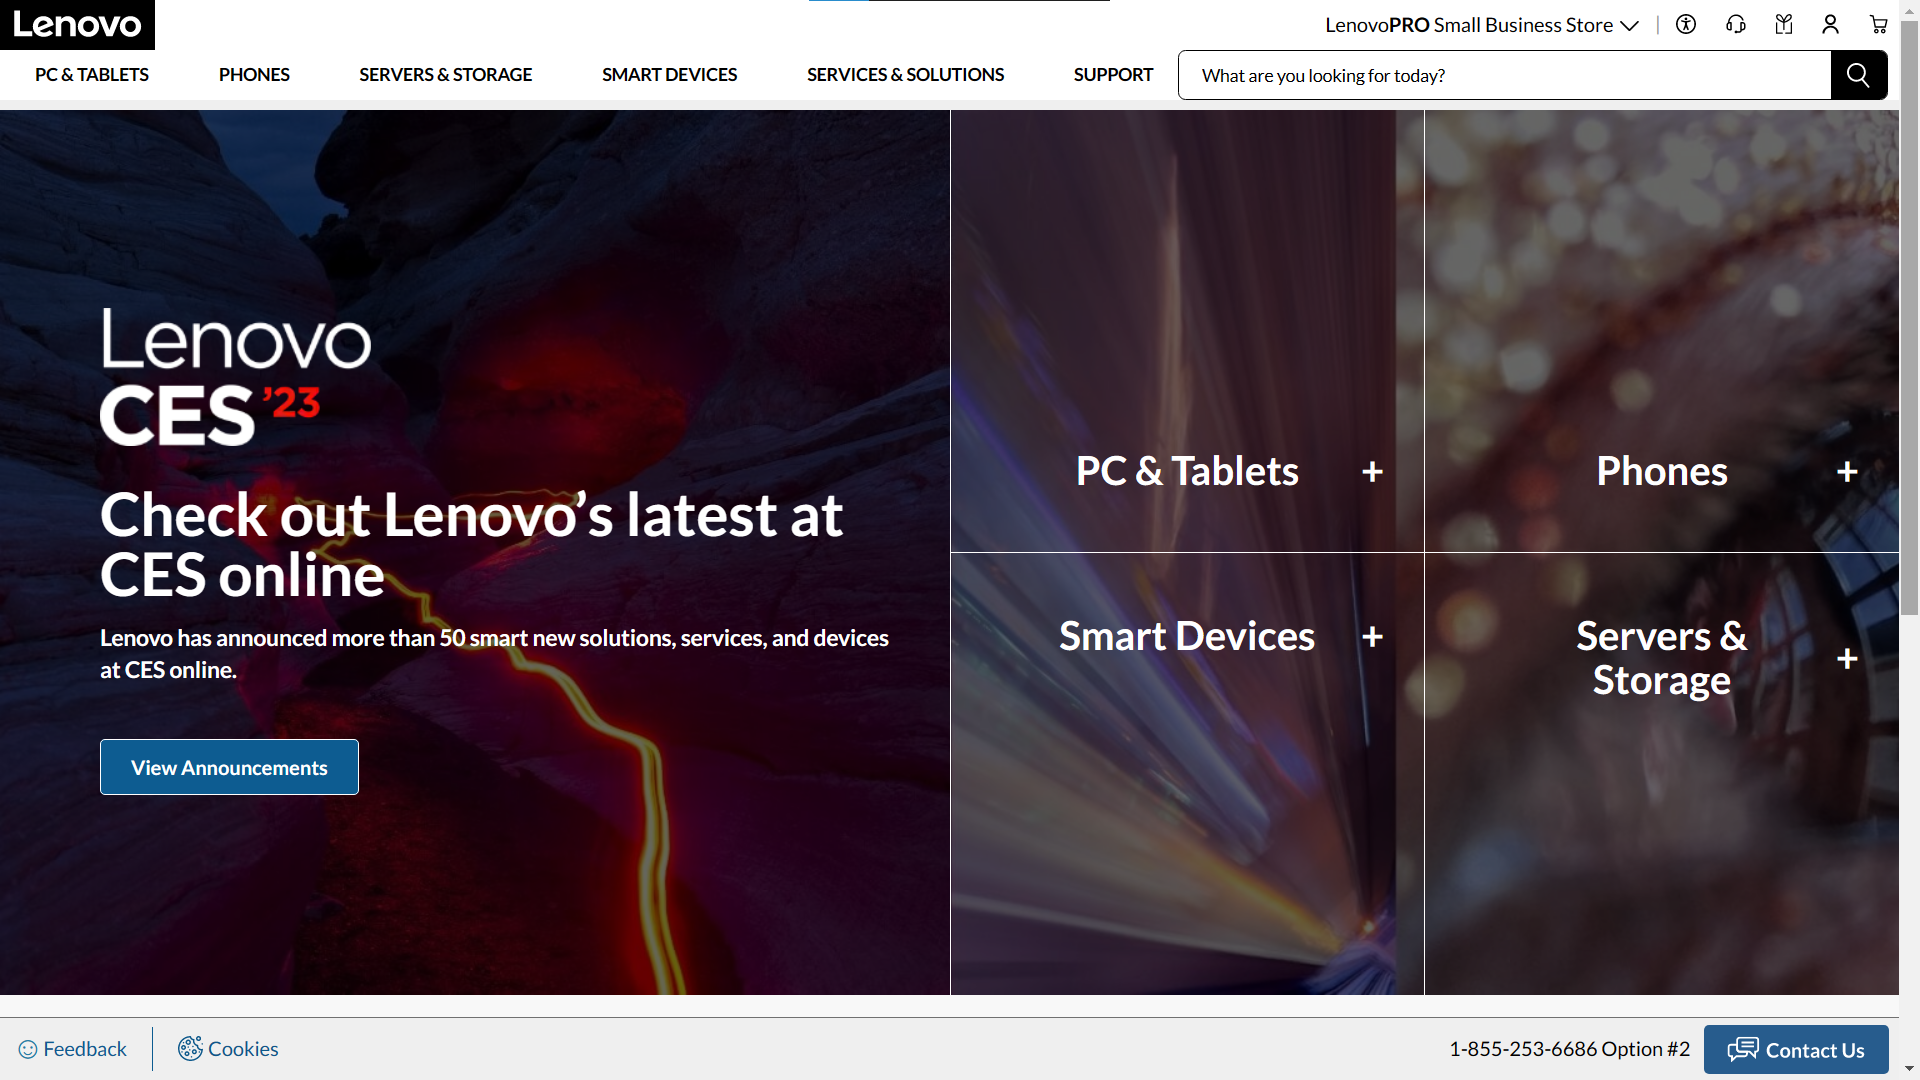 Lenovo
LenovoPRO Small Business Store
PC & TABLETS
PHONES
SERVERS & STORAGE
SMART DEVICES
SERVICES & SOLUTIONS
SUPPORT
What are you looking for today?
Lenovo
CES '23
Check out Lenovo’s latest at
CES online
Lenovo has announced more than 50 smart new solutions, services, and devices
at CES online.
View Announcements
PC & Tablets +
Phones +
Smart Devices +
Servers &
Storage +
Feedback
Cookies
1-855-253-6686 Option #2
Contact Us